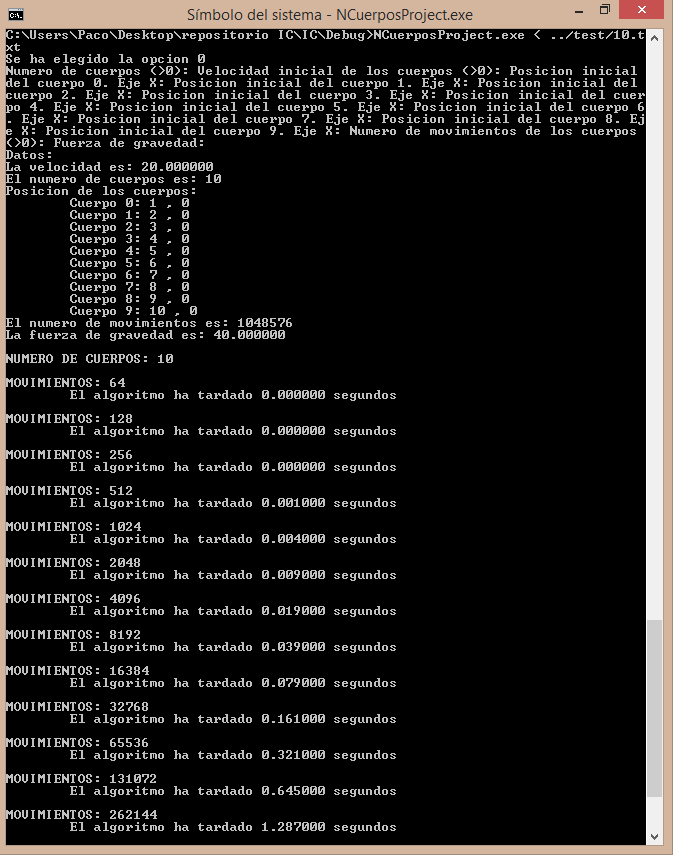 Símbolo del sistema - NCuerposProject.exe
C:\Users\Paco\Desktop\repositorio IC\IC\Debug>NCuerposProject.exe < ../test/10.t
xt
Se ha elegido la opcion 0
Numero de cuerpos (>0): Velocidad inicial de los cuerpos (>0): Posicion inicial
del cuerpo 0. Eje X: Posicion inicial del cuerpo 1. Eje X: Posicion inicial del
cuerpo 2. Eje X: Posicion inicial del cuerpo 3. Eje X: Posicion inicial del cuer
po 4. Eje X: Posicion inicial del cuerpo 5. Eje X: Posicion inicial del cuerpo 6
. Eje X: Posicion inicial del cuerpo 7. Eje X: Posicion inicial del cuerpo 8. Ej
e X: Posicion inicial del cuerpo 9. Eje X: Numero de movimientos de los cuerpos
(>0): Fuerza de gravedad:
Datos:
La velocidad es: 20.000000
El numero de cuerpos es: 10
Posicion de los cuerpos:
Cuerpo 0: 1 , 0
Cuerpo 1: 2 , 0
Cuerpo 2: 3 , 0
Cuerpo 3: 4 , 0
Cuerpo 4: 5 , 0
Cuerpo 5: 6 , 0
Cuerpo 6: 7 , 0
Cuerpo 7: 8 , 0
Cuerpo 8: 9 , 0
Cuerpo 9: 10 , 0
El numero de movimientos es: 1048576
La fuerza de gravedad es: 40.000000
NUMERO DE CUERPOS: 10
MOVIMIENTOS: 64
El algoritmo ha tardado 0.000000 segundos
MOVIMIENTOS: 128
El algoritmo ha tardado 0.000000 segundos
MOVIMIENTOS: 256
El algoritmo ha tardado 0.000000 segundos
MOVIMIENTOS: 512
El algoritmo ha tardado 0.001000 segundos
MOVIMIENTOS: 1024
El algoritmo ha tardado 0.004000 segundos
MOVIMIENTOS: 2048
El algoritmo ha tardado 0.009000 segundos
MOVIMIENTOS: 4096
El algoritmo ha tardado 0.019000 segundos
MOVIMIENTOS: 8192
El algoritmo ha tardado 0.039000 segundos
MOVIMIENTOS: 16384
El algoritmo ha tardado 0.079000 segundos
MOVIMIENTOS: 32768
El algoritmo ha tardado 0.161000 segundos
MOVIMIENTOS: 65536
El algoritmo ha tardado 0.321000 segundos
MOVIMIENTOS: 131072
El algoritmo ha tardado 0.645000 segundos
MOVIMIENTOS: 262144
El algoritmo ha tardado 1.287000 segundos